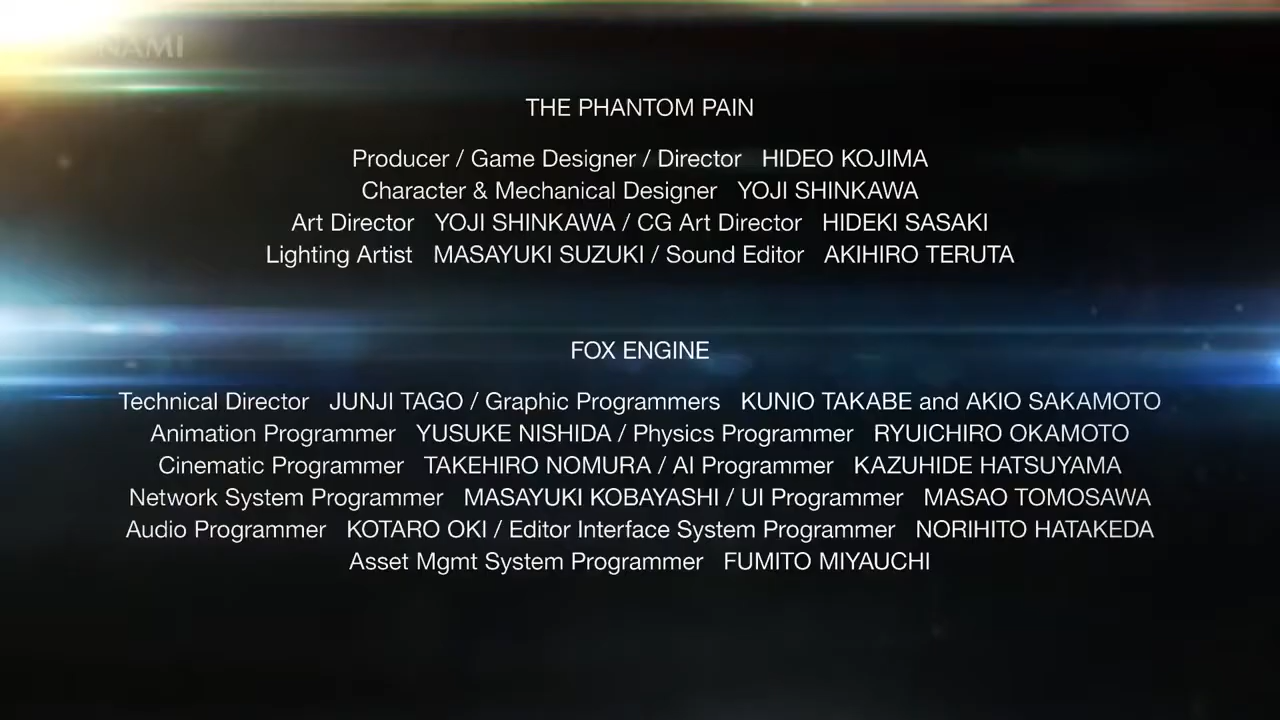 NAMI
THE PHANTOM PAIN
Producer / Game Designer / Director HIDEO KOJIMA
Character & Mechanical Designer YOJI SHINKAWA
Art Director YOJI SHINKAWA / CG Art Director HIDEKI SASAKI
Lighting Artist MASAYUKI SUZUKI / Sound Editor AKIHIRO TERUTA
FOX ENGINE
Technical Director JUNJI TAGO / Graphic Programmers KUNIO TAKABE and AKIO SAKAMOTO
Animation Programmer YUSUKE NISHIDA / Physics Programmer RYUICHIRO OKAMOTO
Cinematic Programmer TAKEHIRO NOMURA / AI Programmer KAZUHIDE HATSUYAMA
Network System Programmer MASAYUKI KOBAYASHI / UI Programmer MASAO TOMOSAWA
Audio Programmer KOTARO OKI / Editor Interface System Programmer NORIHITO HATAKEDA
Asset Mgmt System Programmer FUMITO MIYAUCHI